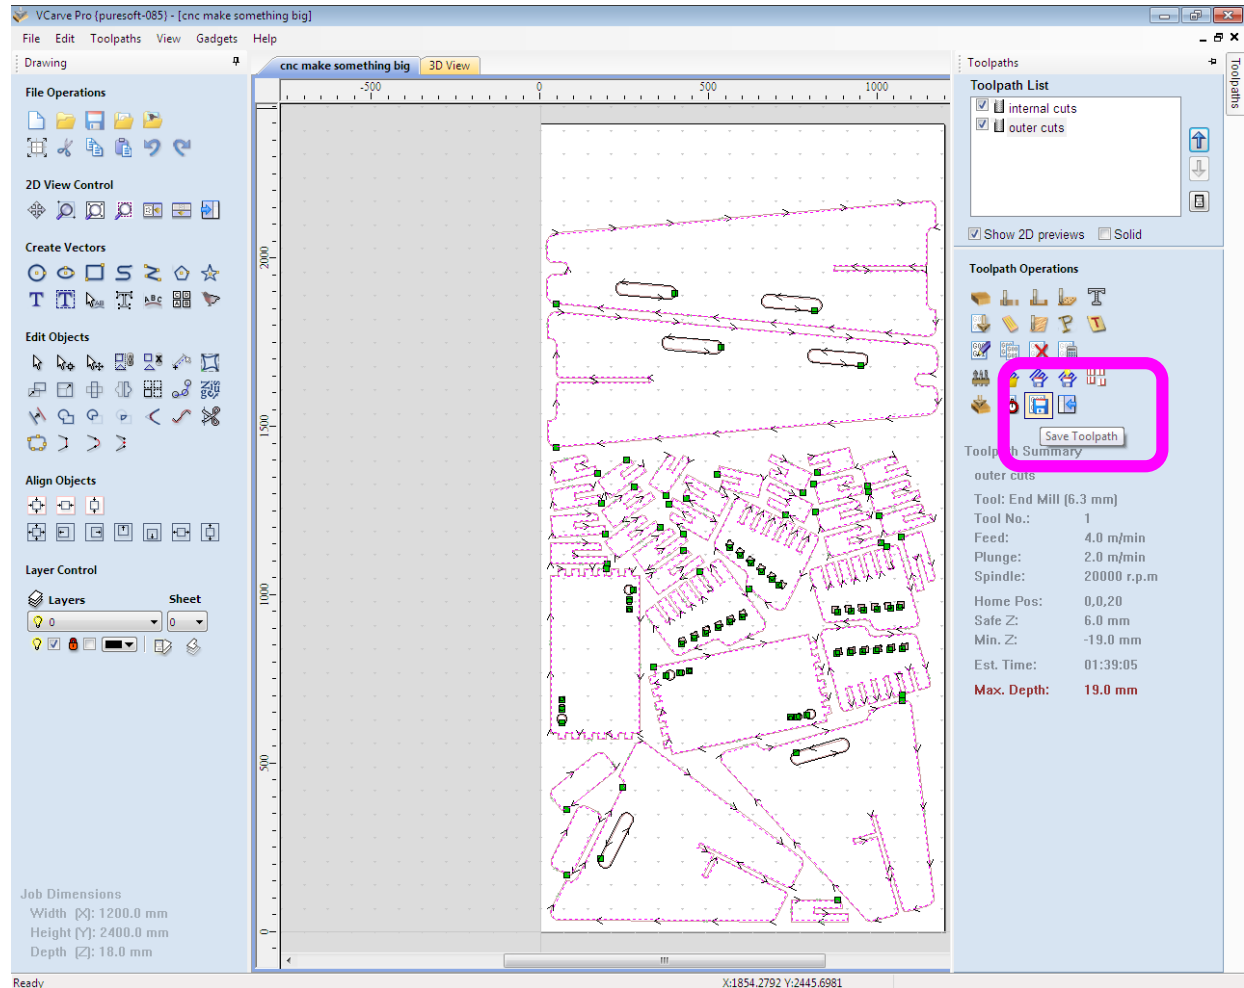 VCarve Pro {puresoft-085} - [cnc make something big]
File Edit Toolpaths View Gadgets Help
Drawing
File Operations
2D View Control
Create Vectors
Edit Objects
Align Objects
Layer Control
Layers Sheet
0 0
Job Dimensions
Width (X): 1200.0 mm
Height (Y): 2400.0 mm
Depth (Z): 18.0 mm
Ready
cnc make something big 3D View
-500 0 500 1000
2000
1500
1000
500
0
X:1854.2792 Y:2445.6981
Toolpaths
Toolpaths
Toolpath List
internal cuts
outer cuts
Show 2D previews Solid
Toolpath Operations
Save Toolpath
Toolpath Summary
outer cuts
Tool: End Mill (6.3 mm)
Tool No.: 1
Feed: 4.0 m/min
Plunge: 2.0 m/min
Spindle: 20000 r.p.m
Home Pos: 0,0,20
Safe Z: 6.0 mm
Min. Z: -19.0 mm
Est. Time: 01:39:05
Max. Depth: 19.0 mm